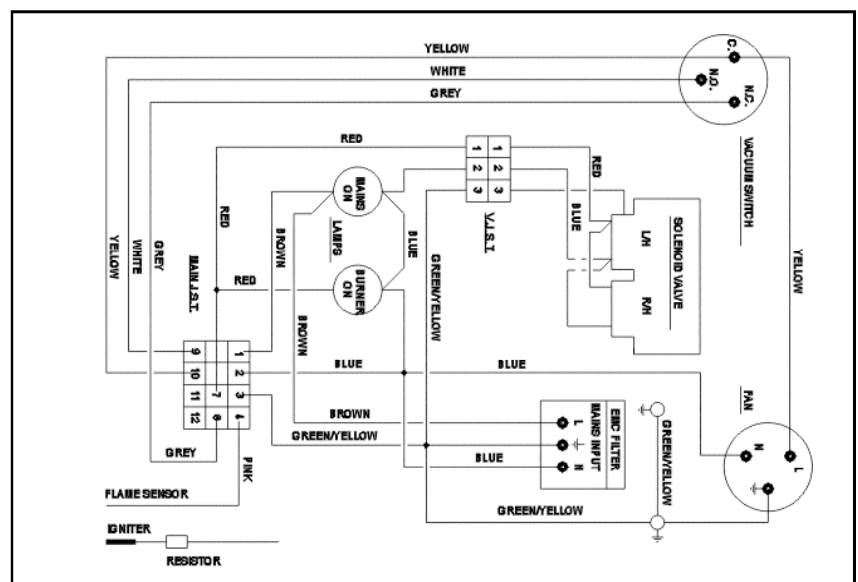 YELLOW
WHITE
GREY
C.
N.O.
N.C.
VACUUM SWITCH
RED
1 1
2 2
3 3
V.J.S.T.
RED
BLUE
SOLENOID VALVE
L/H
R/H
MAINS ON
LAMPS
BURNER ON
BLUE
RED
BROWN
RED
GREEN/YELLOW
YELLOW
WHITE
GREY
MAIN J.S.T.
BROWN
YELLOW
9 1
10 2
11 7 3
12 8 4
BLUE
BLUE
FAN
N
L
BROWN
GREEN/YELLOW
BLUE
L
N
MAINS INPUT
EMC FILTER
GREEN/YELLOW
GREEN/YELLOW
GREY
PINK
FLAME SENSOR
IGNITER
RESISTOR